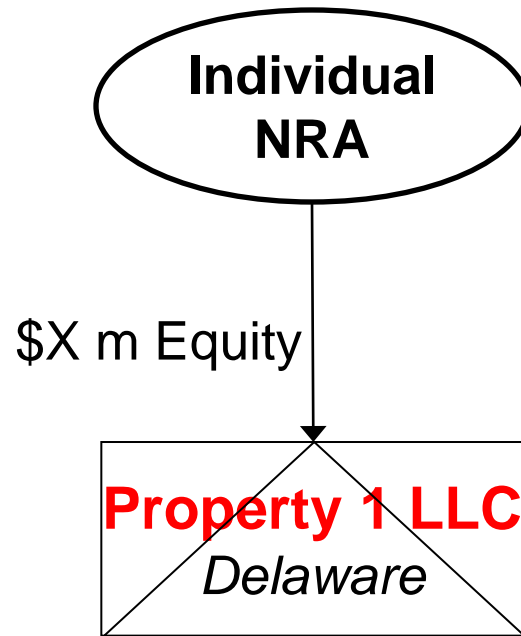 Individual
NRA
$X m Equity
Property 1 LLC
Delaware